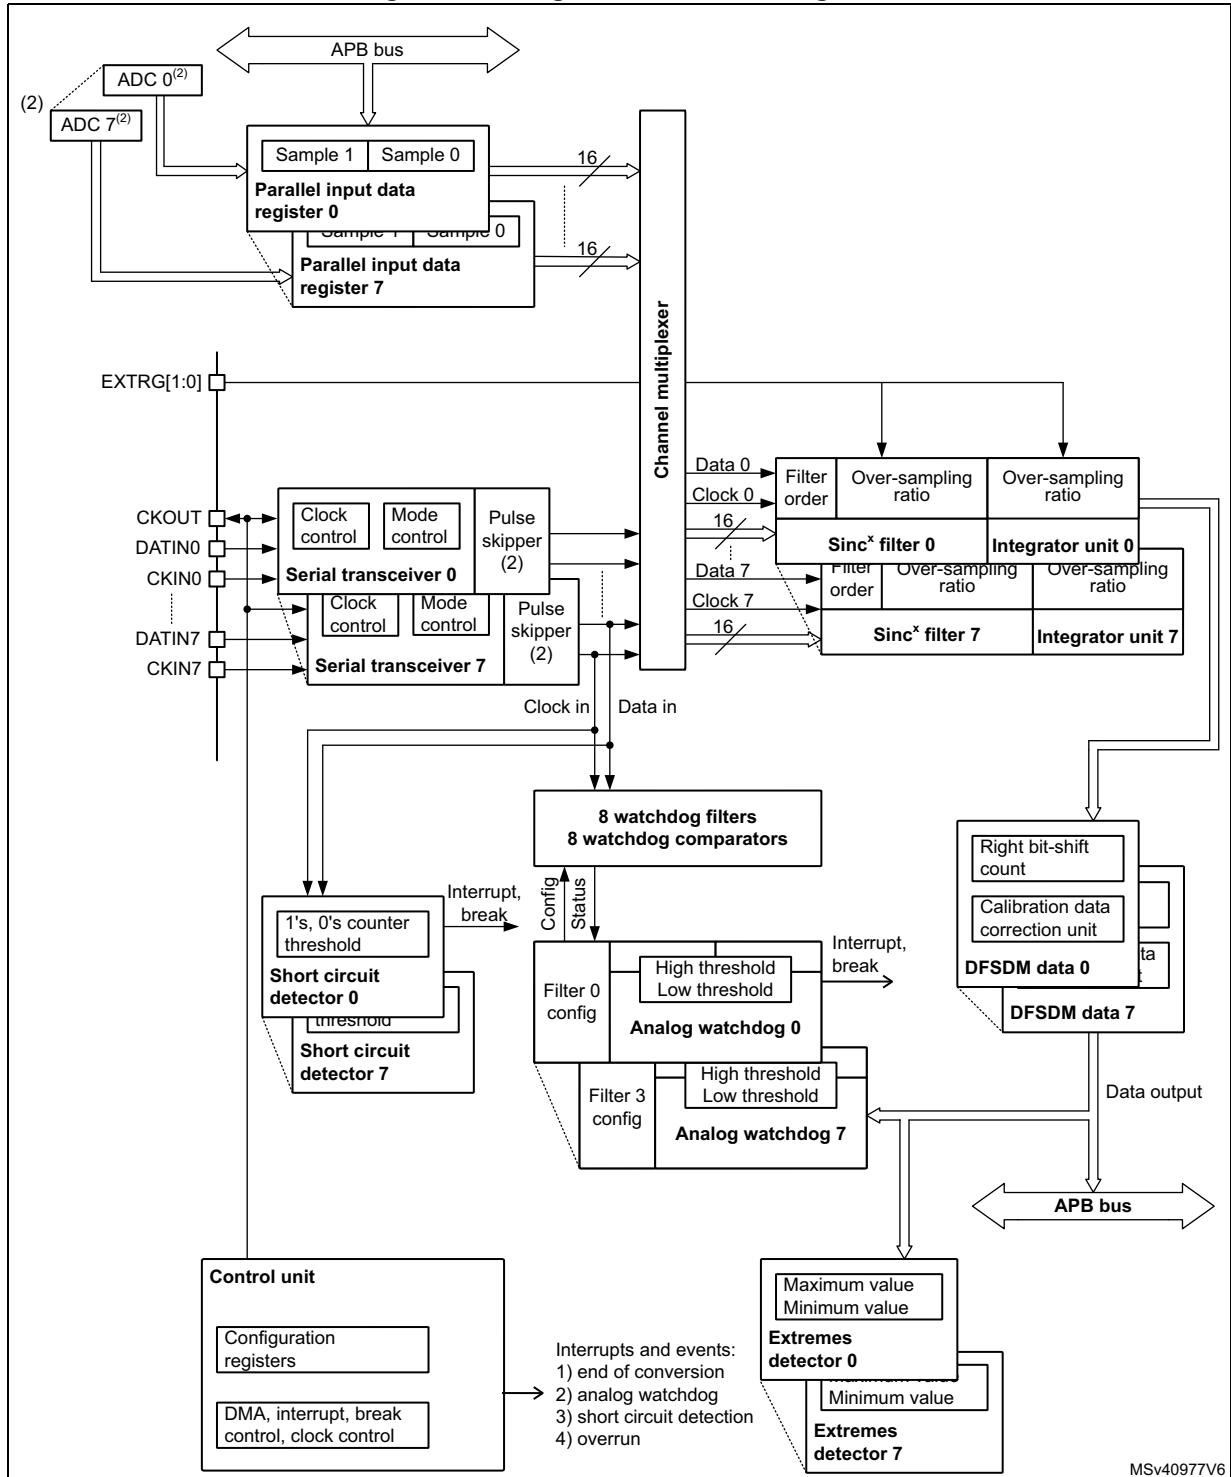 APB bus
ADC 0(2)
(2)
ADC 7(2)
Sample 1 Sample 0
16
Parallel input data
register 0
Sample 1 Sample 0
16
Parallel input data
register 7
Channel multiplexer
EXTRG[1:0]
Data 0
Clock 0
16
Data 7
Clock 7
16
Filter
order
Over-sampling
ratio
Over-sampling
ratio
Sincx filter 0
Integrator unit 0
Filter
order
Over-sampling
ratio
Over-sampling
ratio
Sincx filter 7
Integrator unit 7
CKOUT
DATIN0
CKIN0
DATIN7
CKIN7
Clock
control
Mode
control
Pulse
skipper
(2)
Serial transceiver 0
Clock
control
Mode
control
Pulse
skipper
(2)
Serial transceiver 7
Clock in
Data in
8 watchdog filters
8 watchdog comparators
Config
Status
Interrupt,
break
1's, 0's counter
threshold
Short circuit
detector 0
threshold
Short circuit
detector 7
Filter 0
config
High threshold
Low threshold
Analog watchdog 0
Interrupt,
break
Filter 3
config
High threshold
Low threshold
Analog watchdog 7
Right bit-shift
count
Calibration data
correction unit
DFSDM data 0
DFSDM data 7
Data output
APB bus
Control unit
Configuration
registers
DMA, interrupt, break
control, clock control
Interrupts and events:
1) end of conversion
2) analog watchdog
3) short circuit detection
4) overrun
Maximum value
Minimum value
Extremes
detector 0
Minimum value
Extremes
detector 7
MSv40977V6